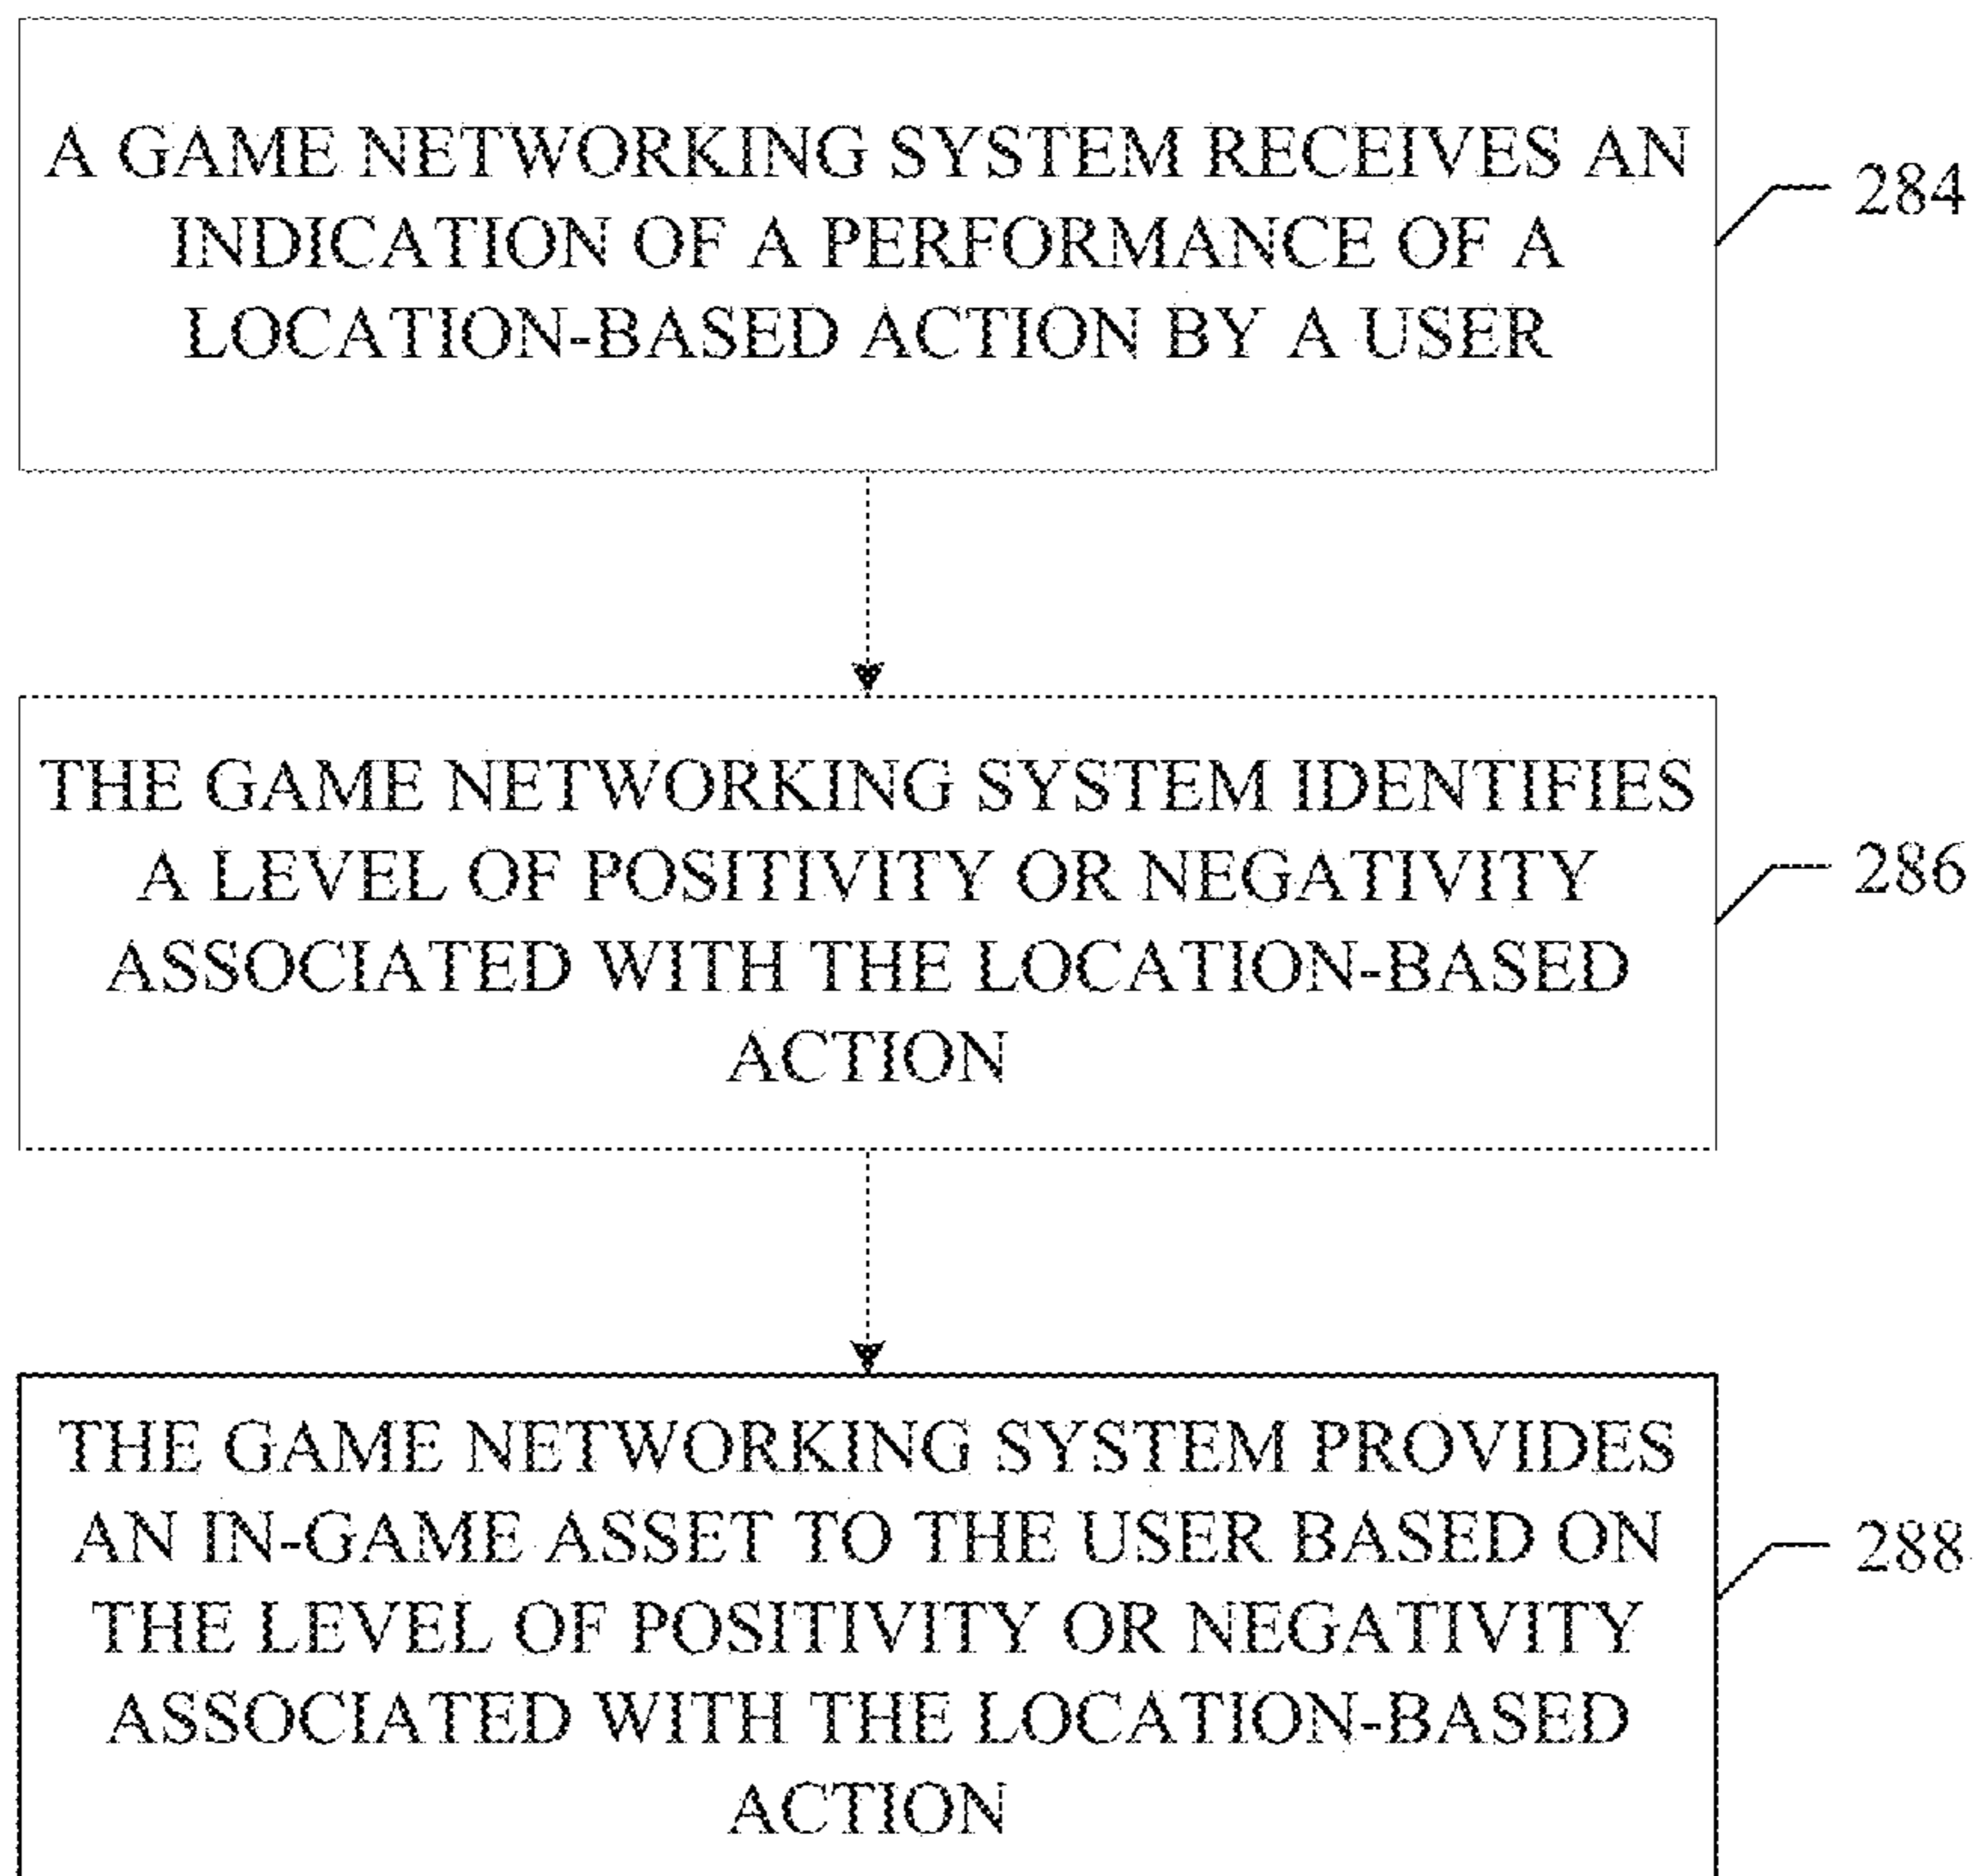 A GAME NETWORKING SYSTEM RECEIVES AN
INDICATION OF A PERFORMANCE OF A
LOCATION-BASED ACTION BY A USER
284
THE GAME NETWORKING SYSTEM IDENTIFIES
A LEVEL OF POSITIVITY OR NEGATIVITY
ASSOCIATED WITH THE LOCATION-BASED
ACTION
286
THE GAME NETWORKING SYSTEM PROVIDES
AN IN-GAME ASSET TO THE USER BASED ON
THE LEVEL OF POSITIVITY OR NEGATIVITY
ASSOCIATED WITH THE LOCATION-BASED
ACTION
288